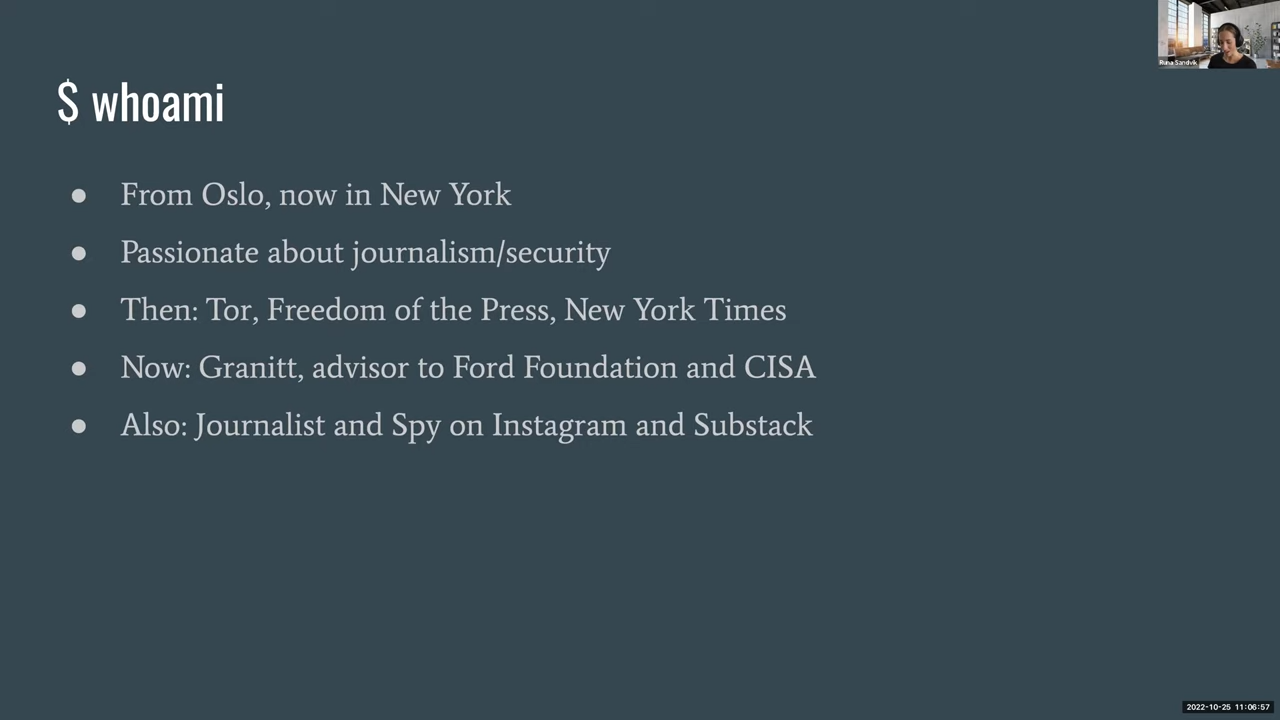 Runa Sandvik
$ whoami
● From Oslo, now in New York
● Passionate about journalism/security
● Then: Tor, Freedom of the Press, New York Times
● Now: Granitt, advisor to Ford Foundation and CISA
● Also: Journalist and Spy on Instagram and Substack
2022-10-25 11:06:57